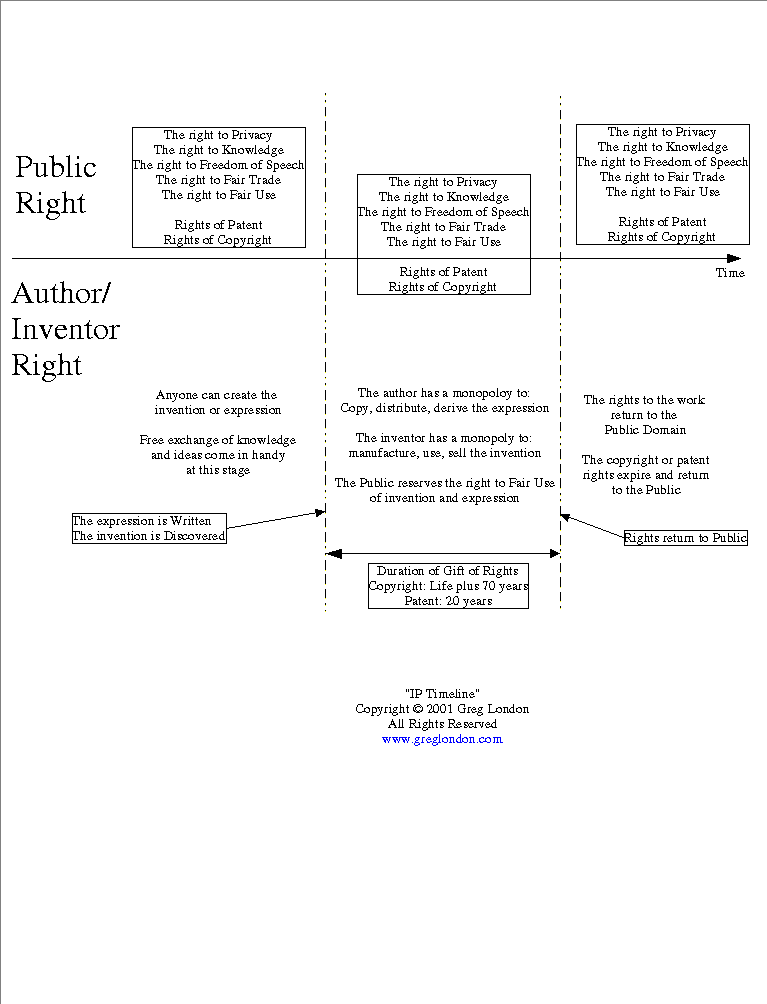 Public
Right
The right to Privacy
The right to Knowledge
The right to Freedom of Speech
The right to Fair Trade
The right to Fair Use
Rights of Patent
Rights of Copyright
The right to Privacy
The right to Knowledge
The right to Freedom of Speech
The right to Fair Trade
The right to Fair Use
Rights of Patent
Rights of Copyright
The right to Privacy
The right to Knowledge
The right to Freedom of Speech
The right to Fair Trade
The right to Fair Use
Rights of Patent
Rights of Copyright
Time
Author/
Inventor
Right
Anyone can create the
invention or expression
Free exchange of knowledge
and ideas come in handy
at this stage
The author has a monopoloy to:
Copy, distribute, derive the expression
The inventor has a monopoly to:
manufacture, use, sell the invention
The Public reserves the right to Fair Use
of invention and expression
The rights to the work
return to the
Public Domain
The copyright or patent
rights expire and return
to the Public
The expression is Written
The invention is Discovered
Rights return to Public
Duration of Gift of Rights
Copyright: Life plus 70 years
Patent: 20 years
"IP Timeline"
Copyright © 2001 Greg London
All Rights Reserved
www.greglondon.com